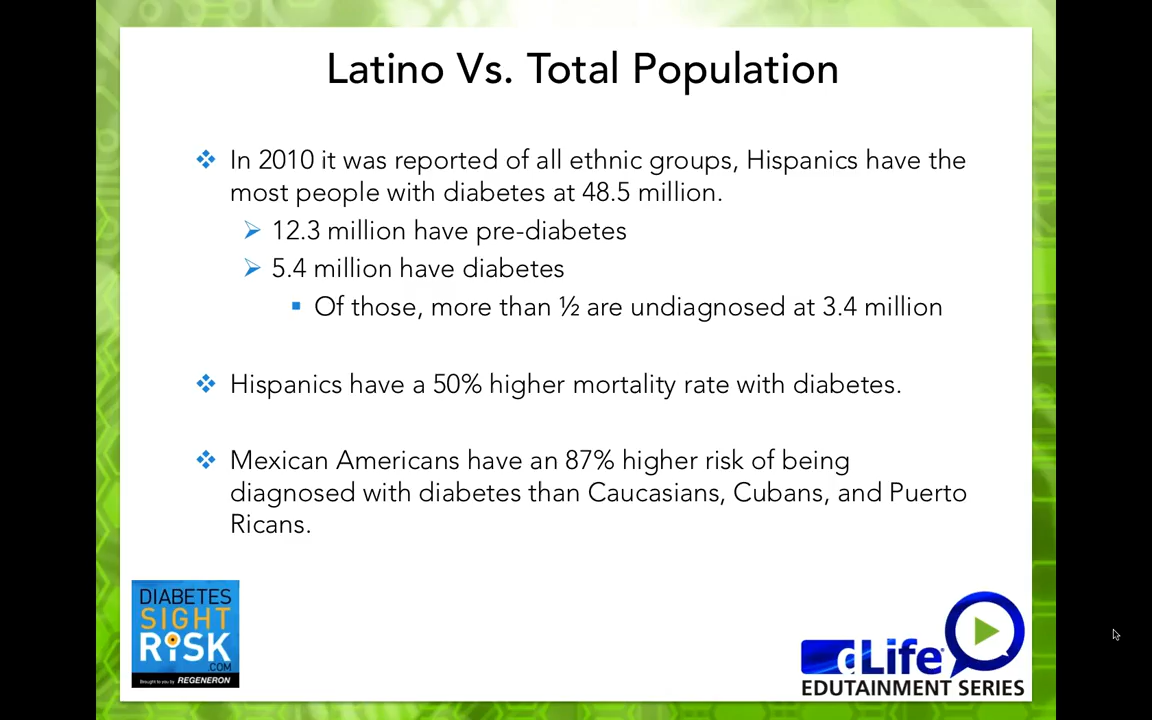 Latino Vs. Total Population
In 2010 it was reported of all ethnic groups, Hispanics have the
most people with diabetes at 48.5 million.
12.3 million have pre-diabetes
5.4 million have diabetes
Of those, more than ½ are undiagnosed at 3.4 million
Hispanics have a 50% higher mortality rate with diabetes.
Mexican Americans have an 87% higher risk of being
diagnosed with diabetes than Caucasians, Cubans, and Puerto
Ricans.
DIABETES
SIGHT
RISK
.COM
Brought to you by REGENERON
dLife
EDUTAINMENT SERIES